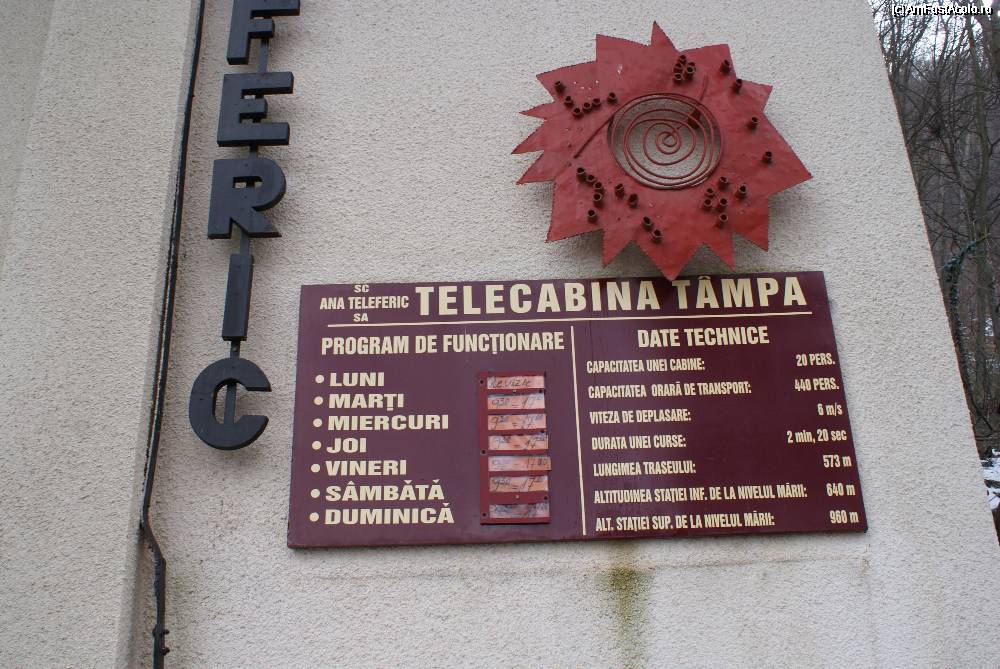 (c)AmFostAcolo.ro
FERIC
SC
ANA TELEFERIC
SA
TELECABINA TÂMPA
PROGRAM DE FUNCȚIONARE
• LUNI
• MARȚI
• MIERCURI
• JOI
• VINERI
• SÂMBĂTĂ
• DUMINICĂ
Revizie
DATE TECHNICE
CAPACITATEA UNEI CABINE: 20 PERS.
CAPACITATEA ORARĂ DE TRANSPORT: 440 PERS.
VITEZA DE DEPLASARE: 6 m/s
DURATA UNEI CURSE: 2 min, 20 sec
LUNGIMEA TRASEULUI: 573 m
ALTITUDINEA STAȚIEI INF. DE LA NIVELUL MĂRII: 640 m
ALT. STAȚIEI SUP. DE LA NIVELUL MĂRII: 960 m